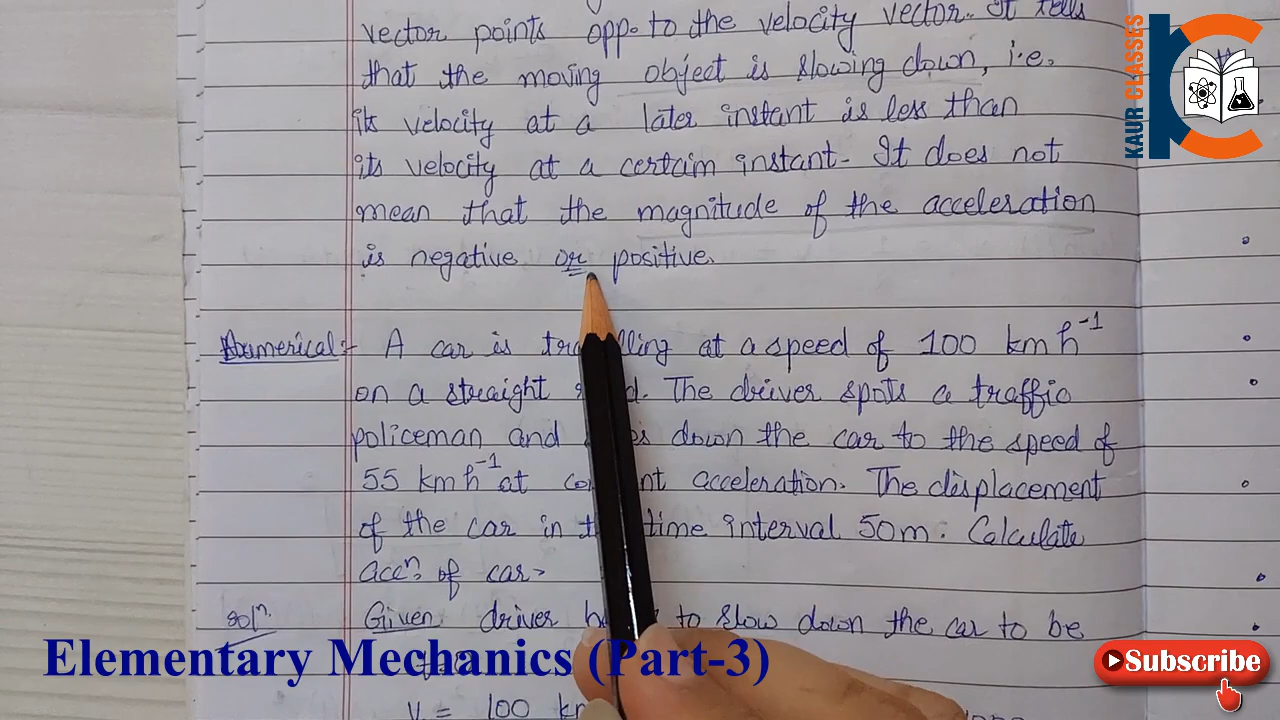 vector points opp. to the velocity vector. It tells
that the moving object is slowing down, i.e.
its velocity at a later instant is less than
its velocity at a certain instant. It does not
mean that the magnitude of the acceleration
is negative or positive.
Numerical:- A car is travelling at a speed of 100 km h⁻¹
on a straight road. The driver spots a traffic
policeman and down the car to the speed of
55 km h⁻¹ at constant acceleration. The displacement
of the car in the time interval 50m. Calculate
accn. of car.
Soln. Given driver to slow down the car to be
V = 100
KAUR CLASSES
KC
Elementary Mechanics (Part-3)
Subscribe